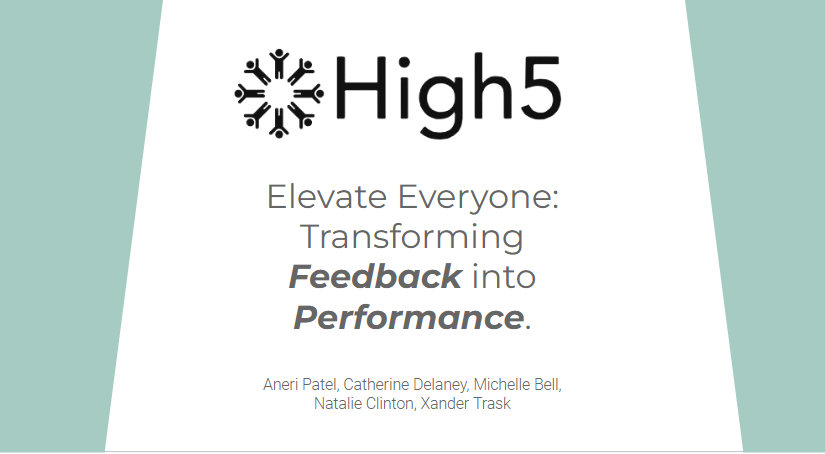 High5
Elevate Everyone:
Transforming
Feedback into
Performance.
Aneri Patel, Catherine Delaney, Michelle Bell,
Natalie Clinton, Xander Trask